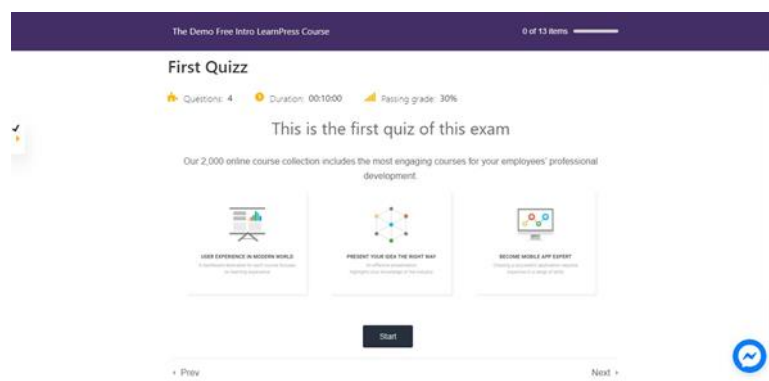 The Demo Free Intro LearnPress Course
0 of 13 items
First Quizz
Questions: 4
Duration: 00:10:00
Passing grade: 30%
This is the first quiz of this exam
Our 2,000 online course collection includes the most engaging courses for your employees' professional
development.
USER EXPERIENCE IN MODERN WORLD
PRESENT YOUR IDEA THE RIGHT WAY
BECOME MOBILE APP EXPERT
Start
Prev
Next